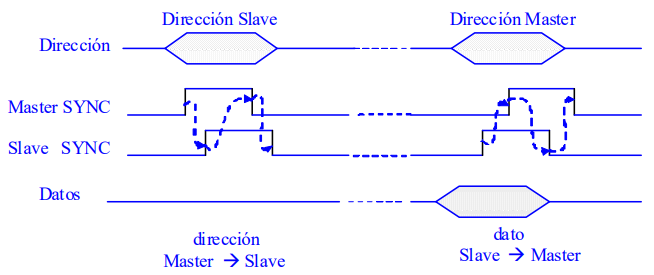 Dirección Slave
Dirección Master
Dirección
Master SYNC
Slave SYNC
Datos
dirección
Master → Slave
dato
Slave → Master